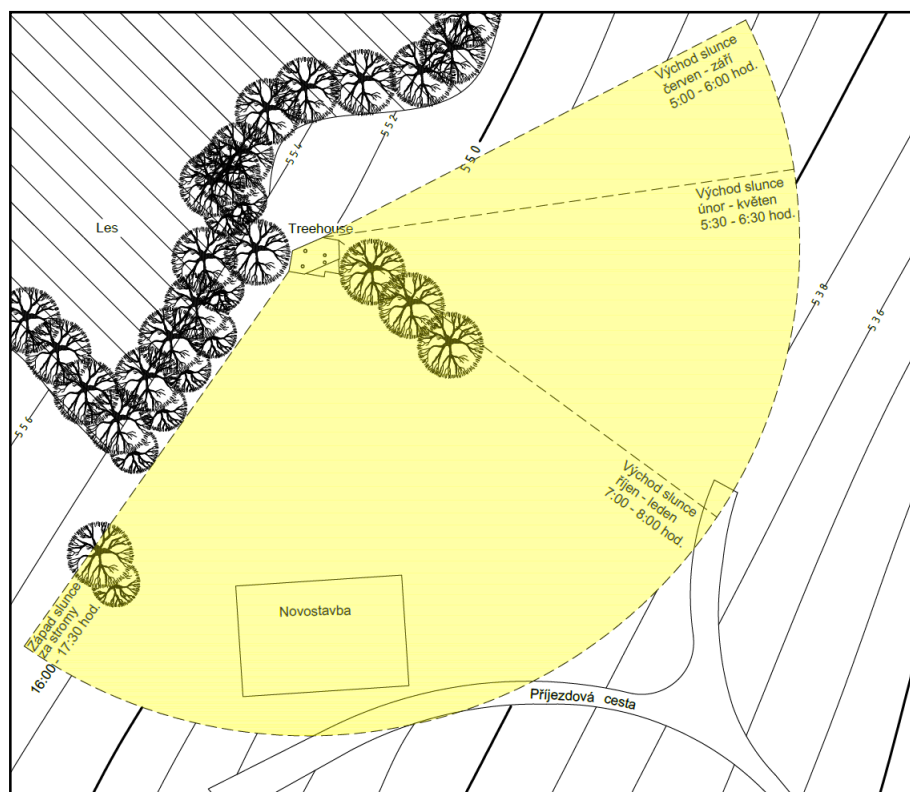 Východ slunce
červen - září
5:00 - 6:00 hod.
552
554
550
Východ slunce
únor - květen
5:30 - 6:30 hod.
Les
Treehouse
538
536
556
Východ slunce
říjen - leden
7:00 - 8:00 hod.
Západ slunce
za stromy
16:00 - 17:30 hod.
Novostavba
Příjezdová cesta